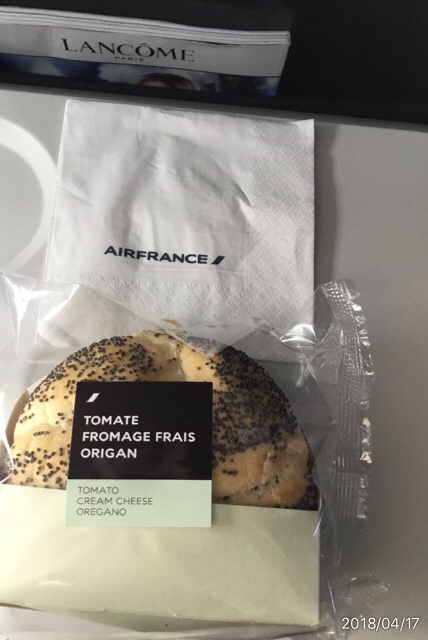 LANCÔME
PARIS
AIRFRANCE
TOMATE
FROMAGE FRAIS
ORIGAN
TOMATO
CREAM CHEESE
OREGANO
2018/04/17